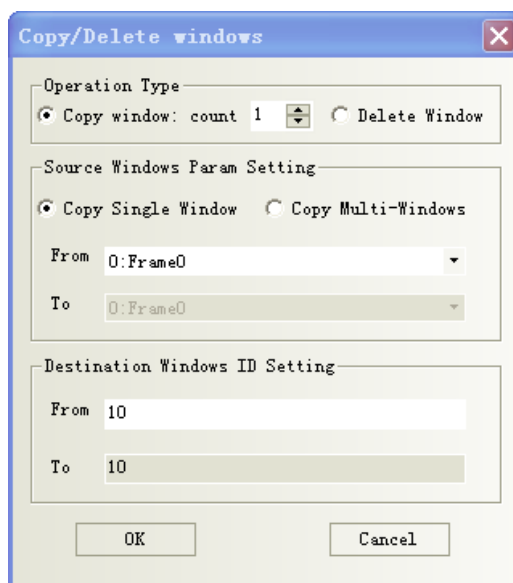 Copy/Delete windows
Operation Type
Copy window: count 1 Delete Window
Source Windows Param Setting
Copy Single Window Copy Multi-Windows
From 0:Frame0
To 0:Frame0
Destination Windows ID Setting
From 10
To 10
OK Cancel